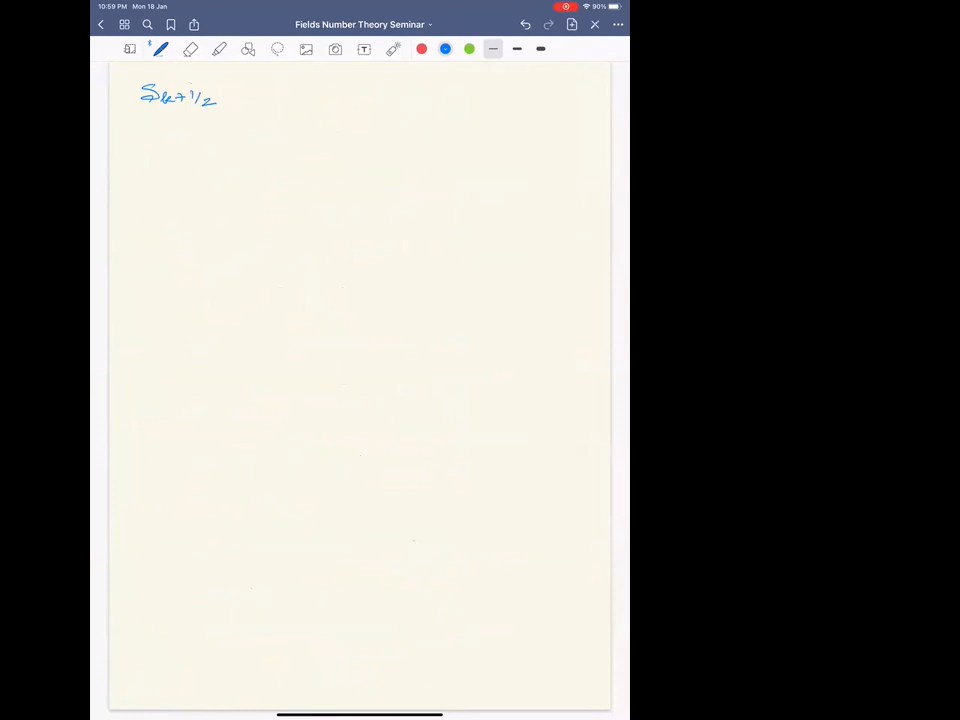 10:59 PM Mon 18 Jan
90%
Fields Number Theory Seminar
T
S_{k+1/2}